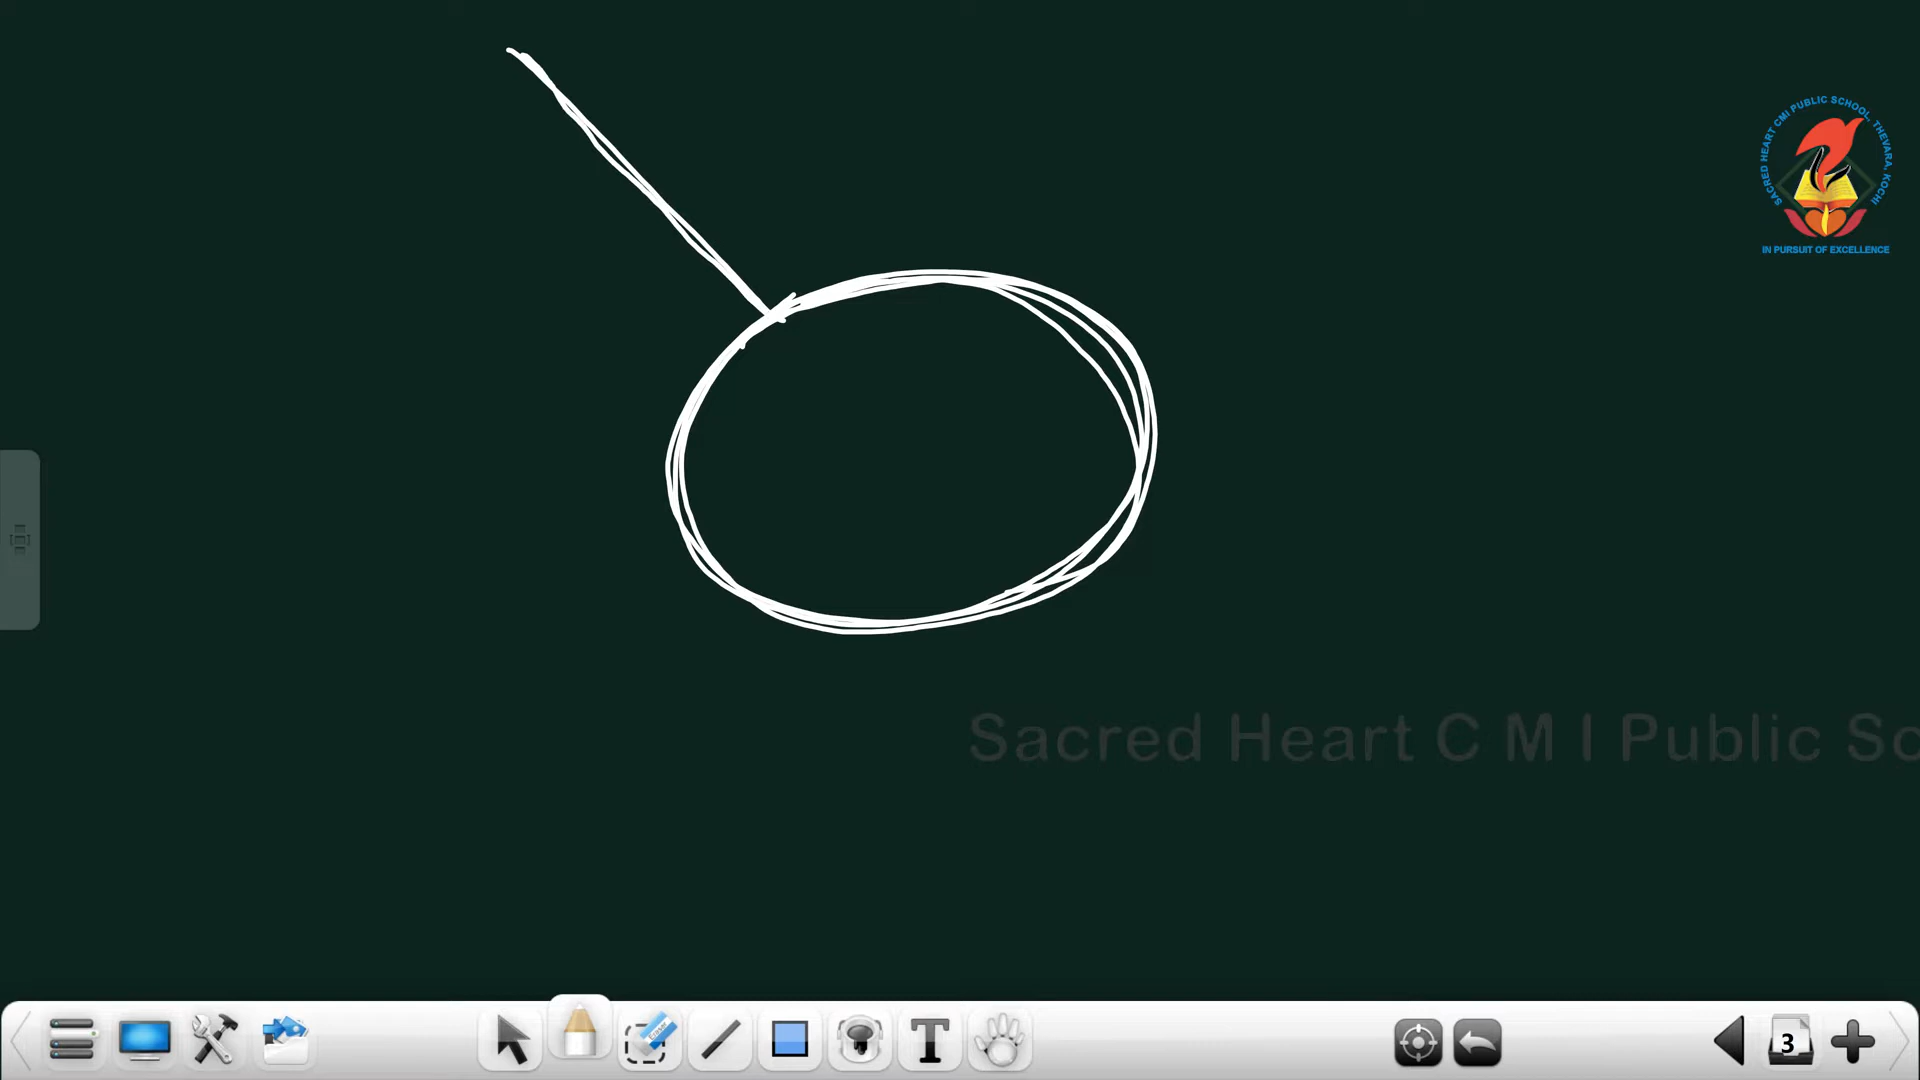 SACRED HEART CMI PUBLIC SCHOOL, THEVARA, KOCHI
IN PURSUIT OF EXCELLENCE
Sacred Heart C M I Public Sc
T
3